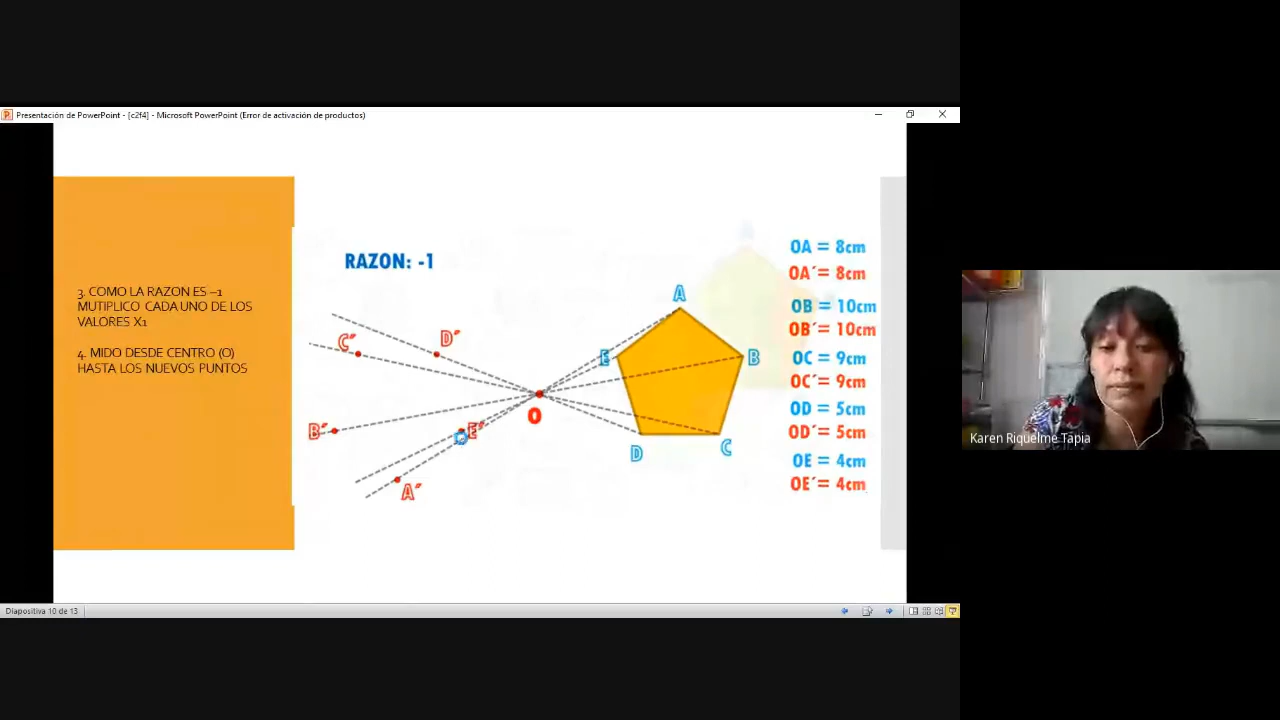 Presentación de PowerPoint - [c2f4] - Microsoft PowerPoint (Error de activación de productos)
3. COMO LA RAZON ES –1
MUTIPLICO CADA UNO DE LOS
VALORES X1
4. MIDO DESDE CENTRO (O)
HASTA LOS NUEVOS PUNTOS
RAZON: -1
C´
D´
B´
E´
A´
O
A
E
B
D
C
OA = 8cm
OA´= 8cm
OB = 10cm
OB´= 10cm
OC = 9cm
OC´= 9cm
OD = 5cm
OD´= 5cm
OE = 4cm
OE´= 4cm
Karen Riquelme Tapia
Diapositiva 10 de 13